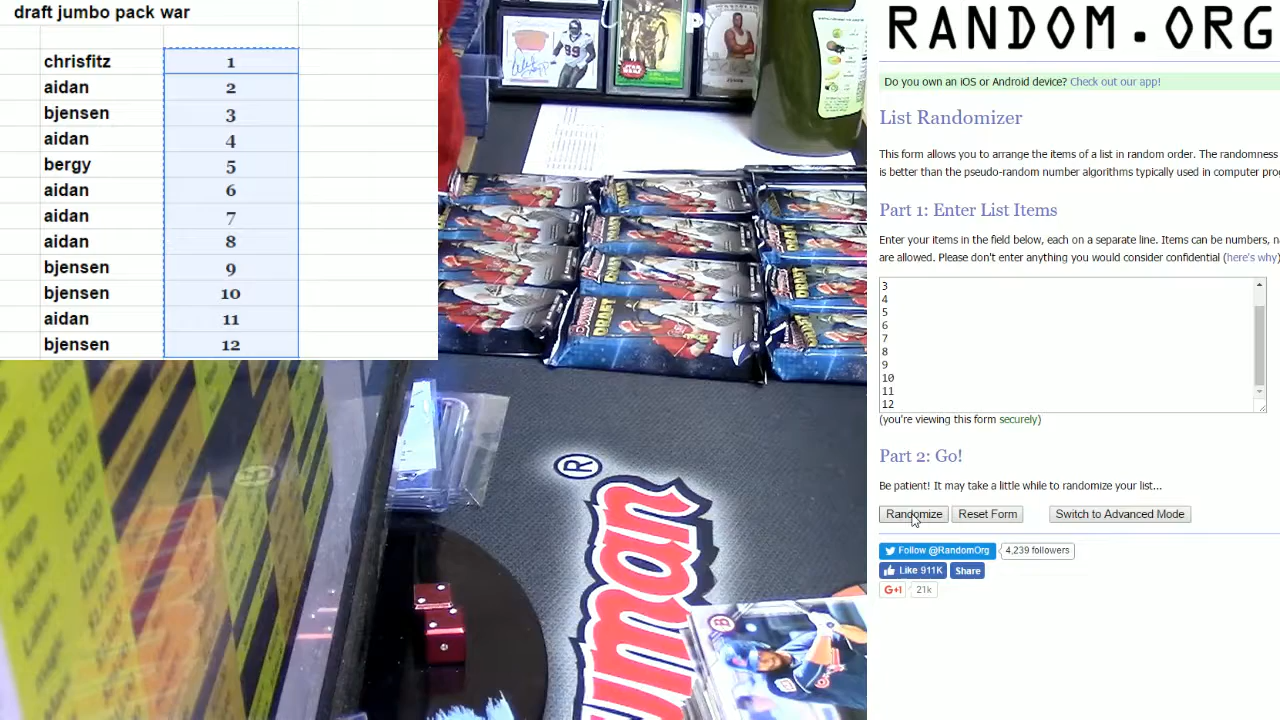 draft jumbo pack war
chrisfitz 1
aidan 2
bjensen 3
aidan 4
bergy 5
aidan 6
aidan 7
aidan 8
bjensen 9
bjensen 10
aidan 11
bjensen 12
99
STAR WARS
DRAFT
®
RANDOM.ORG
Do you own an iOS or Android device? Check out our app!
List Randomizer
This form allows you to arrange the items of a list in random order. The randomness
is better than the pseudo-random number algorithms typically used in computer pro
Part 1: Enter List Items
Enter your items in the field below, each on a separate line. Items can be numbers, n
are allowed. Please don't enter anything you would consider confidential (here's why)
3
4
5
6
7
8
9
10
11
12
(you're viewing this form securely)
Part 2: Go!
Be patient! It may take a little while to randomize your list...
Randomize Reset Form Switch to Advanced Mode
Follow @RandomOrg 4,239 followers
Like 911K Share
G+1 21k